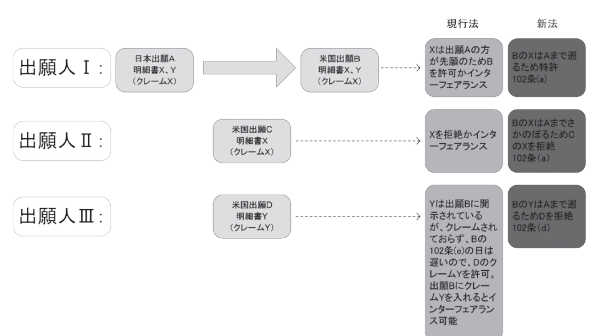 現行法
新法
出願人Ⅰ:
日本出願A
明細書X、Y
(クレームX)
米国出願B
明細書X、Y
(クレームX)
Xは出願Aの方
が先願のためB
を許可かインタ
ーフェアランス
BのXはAまで遡
るため特許
102条(a)
出願人Ⅱ:
米国出願C
明細書X
(クレームX)
Xを拒絶かインタ
ーフェアランス
BのXはAまでさ
かのぼるためC
のXを拒絶
102条(a)
出願人Ⅲ:
米国出願D
明細書Y
(クレームY)
Yは出願Bに開
示されている
が、クレームされ
ておらず、Bの
102条(e)の日は
遅いので、Dのク
レームYを許可。
出願Bにクレー
ムYを入れるとイ
ンターフェアラン
ス可能
BのYはAまで遡
るためDを拒絶
102条(d)